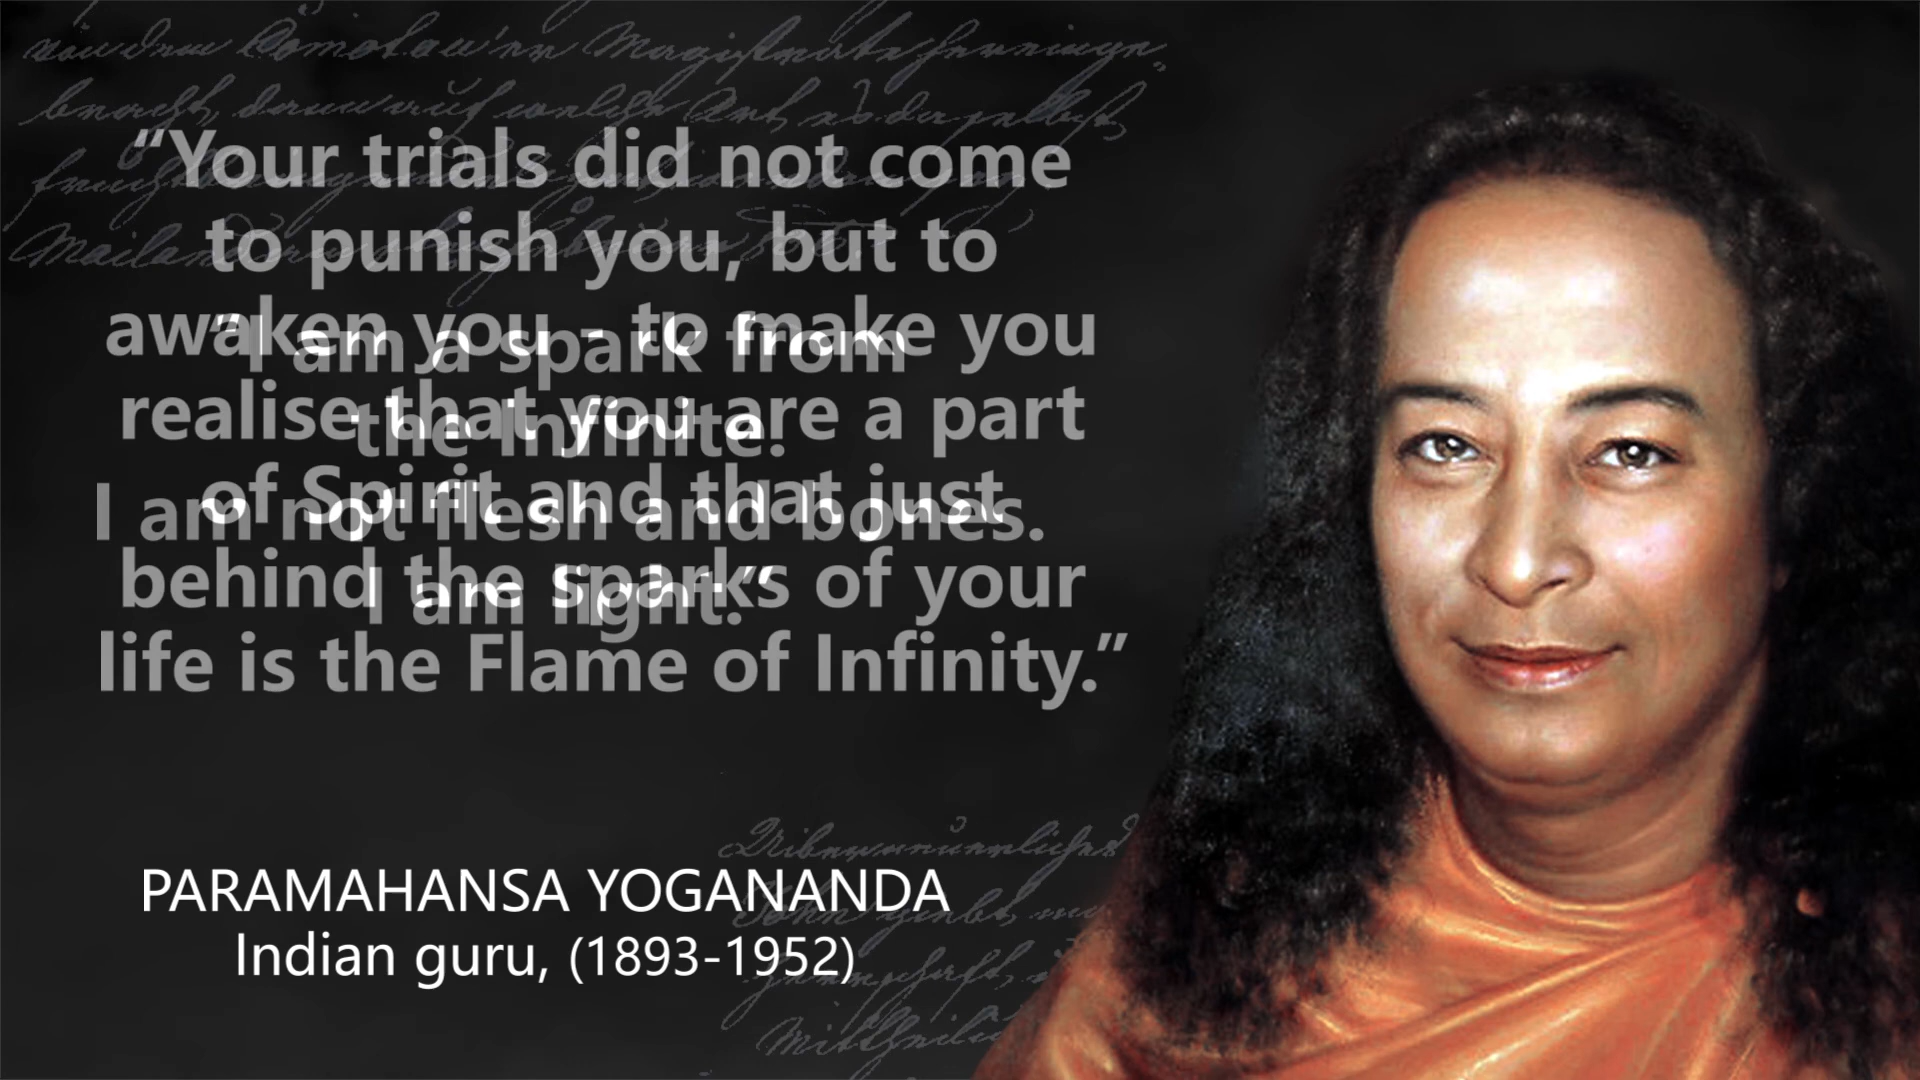 “Your trials did not come
to punish you, but to
awaken you - to make you
realise that you are a part
of Spirit and that just
behind the sparks of your
life is the Flame of Infinity.”
"I am a spark from
the Infinite.
I am not flesh and bones.
I am light.”
PARAMAHANSA YOGANANDA
Indian guru, (1893-1952)